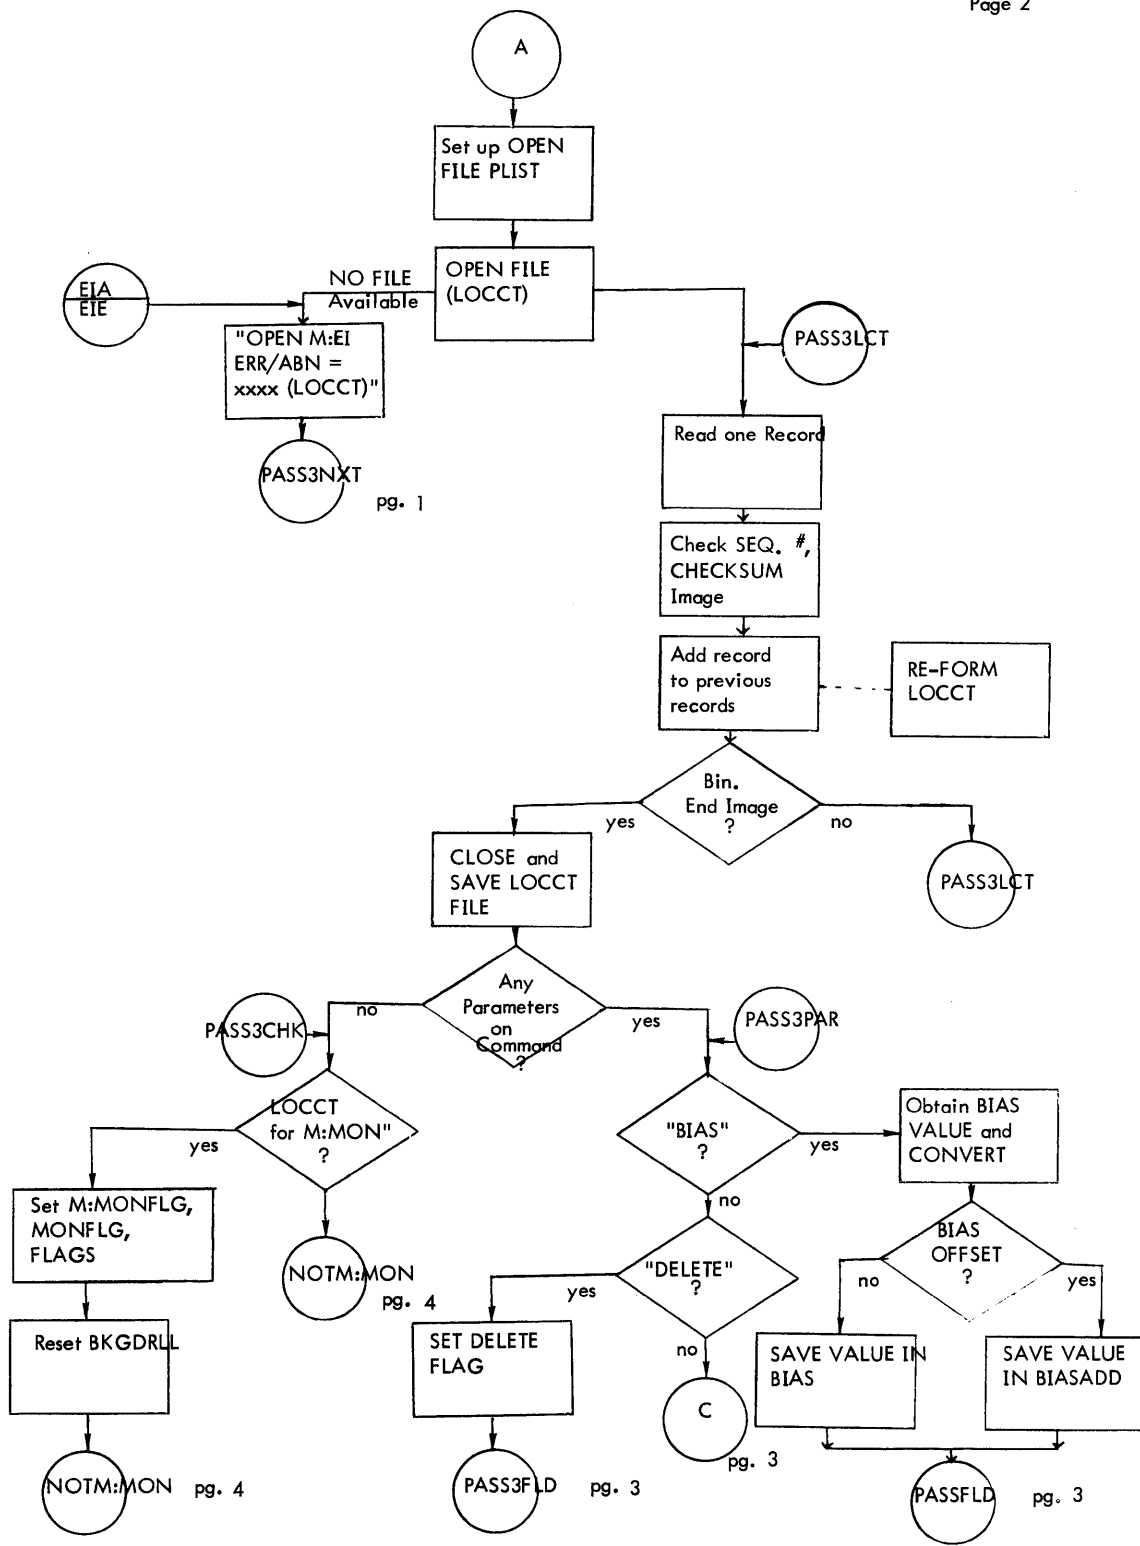 Page 2
A
Set up OPEN
FILE PLIST
OPEN FILE
(LOCCT)
NO FILE
Available
EIA
EIE
"OPEN M:EI
ERR/ABN =
xxxx (LOCCT)"
PASS3NXT
pg. 1
PASS3LCT
Read one Record
Check SEQ. #,
CHECKSUM
Image
Add record
to previous
records
RE-FORM
LOCCT
Bin.
End Image
?
yes
no
CLOSE and
SAVE LOCCT
FILE
PASS3LCT
Any
Parameters
on
Command
?
no
yes
PASS3CHK
PASS3PAR
LOCCT
for M:MON"
?
yes
"BIAS"
?
yes
no
Obtain BIAS
VALUE and
CONVERT
Set M:MONFLG,
MONFLG,
FLAGS
NOTM:MON
pg. 4
"DELETE"
?
yes
no
BIAS
OFFSET
?
no
yes
Reset BKGDRLL
SET DELETE
FLAG
SAVE VALUE IN
BIAS
SAVE VALUE
IN BIASADD
C
pg. 3
NOTM:MON
pg. 4
PASS3FLD
pg. 3
PASSFLD
pg. 3